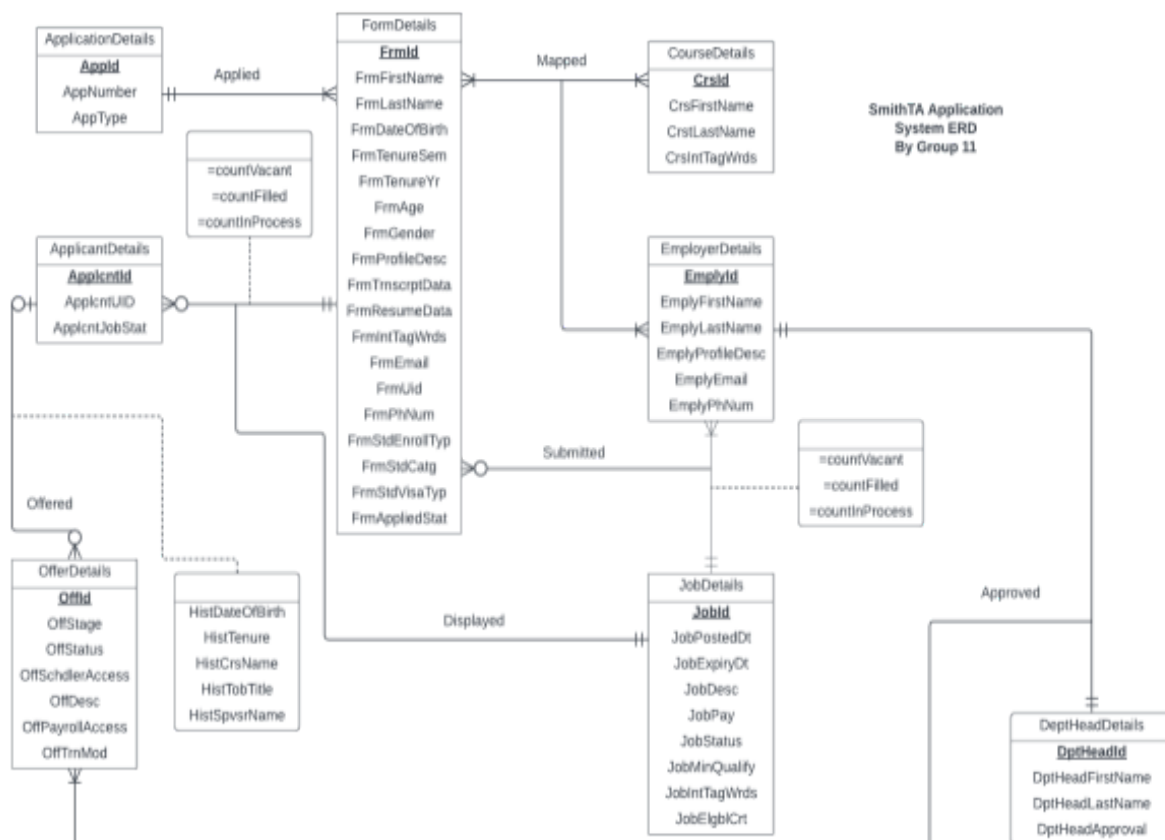 ApplicationDetails
AppId
AppNumber
AppType
Applied
FormDetails
FrmId
FrmFirstName
FrmLastName
FrmDateOfBirth
FrmTenureSem
FrmTenureYr
FrmAge
FrmGender
FrmProfileDesc
FrmTrnscrptData
FrmResumeData
FrmIntTagWrds
FrmEmail
FrmUid
FrmPhNum
FrmStdEnrollTyp
FrmStdCatg
FrmStdVisaTyp
FrmAppliedStat
Mapped
CourseDetails
CrsId
CrsFirstName
CrstLastName
CrsIntTagWrds
SmithTA Application
System ERD
By Group 11
=countVacant
=countFilled
=countInProcess
ApplicantDetails
ApplcntId
ApplcntUID
ApplcntJobStat
EmployerDetails
EmplyId
EmplyFirstName
EmplyLastName
EmplyProfileDesc
EmplyEmail
EmplyPhNum
Submitted
=countVacant
=countFilled
=countInProcess
Offered
OfferDetails
OffId
OffStage
OffStatus
OffSchdlerAccess
OffDesc
OffPayrollAccess
OffTrnMod
HistDateOfBirth
HistTenure
HistCrsName
HistTobTitle
HistSpvsrName
Displayed
JobDetails
JobId
JobPostedDt
JobExpiryDt
JobDesc
JobPay
JobStatus
JobMinQualify
JobIntTagWrds
JobElgblCrt
Approved
DeptHeadDetails
DptHeadId
DptHeadFirstName
DptHeadLastName
DptHeadApproval